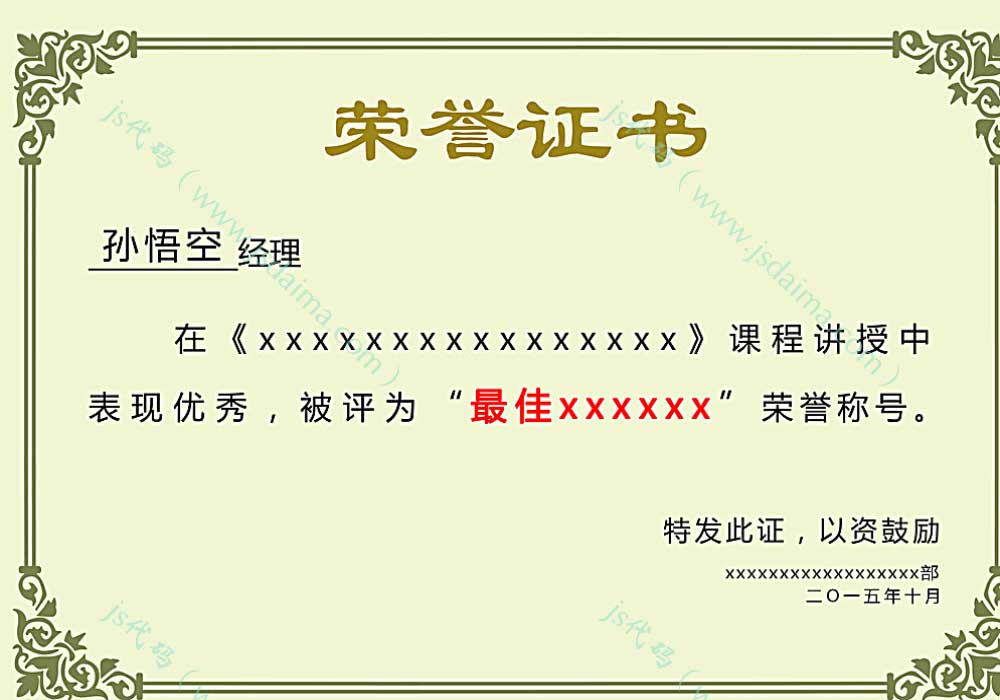 荣誉证书
孙悟空 经理
在《xxxxxxxxxxxxxxxx》课程讲授中
表现优秀，被评为“最佳xxxxxx”荣誉称号。
特发此证，以资鼓励
xxxxxxxxxxxxxxxxxx部
二O一五年十月
js代码（www.jsdaima.com）
js代码（www.jsdaima.com）
js代码（w
js代码（w